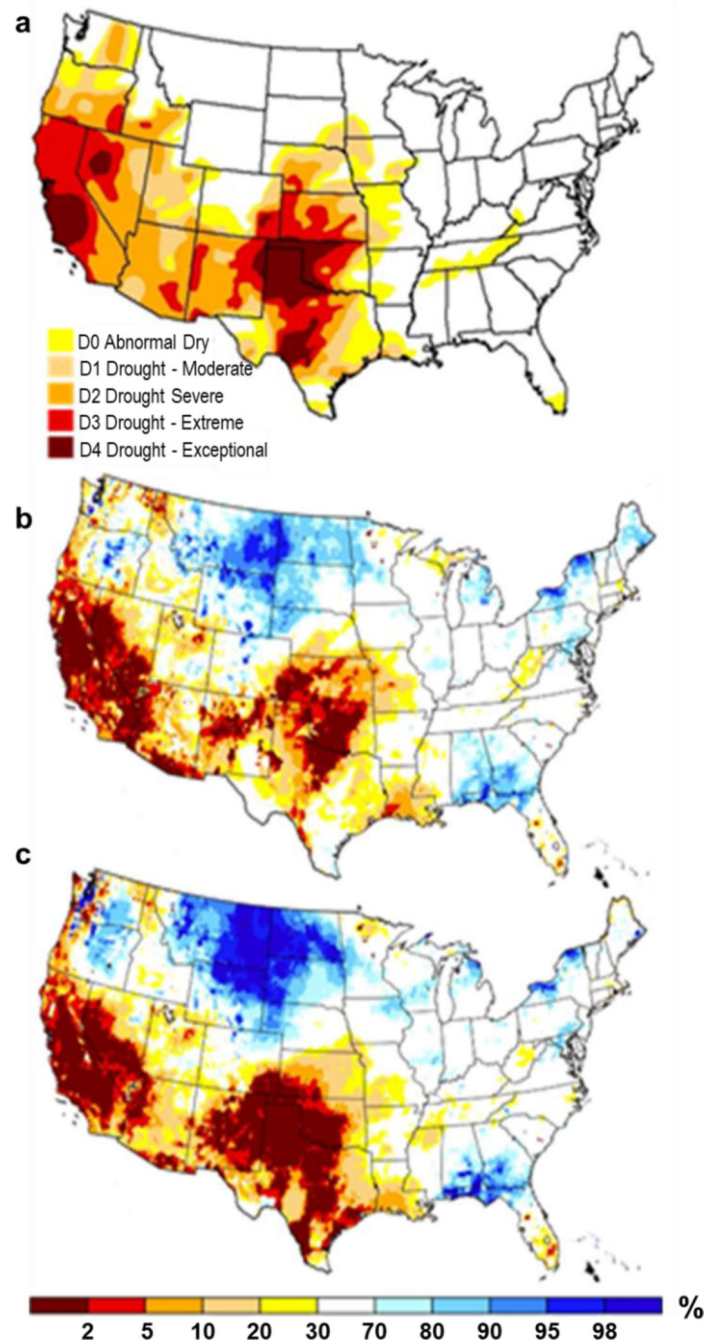 a
D0 Abnormal Dry
D1 Drought - Moderate
D2 Drought Severe
D3 Drought - Extreme
D4 Drought - Exceptional
b
c
%
2 5 10 20 30 70 80 90 95 98